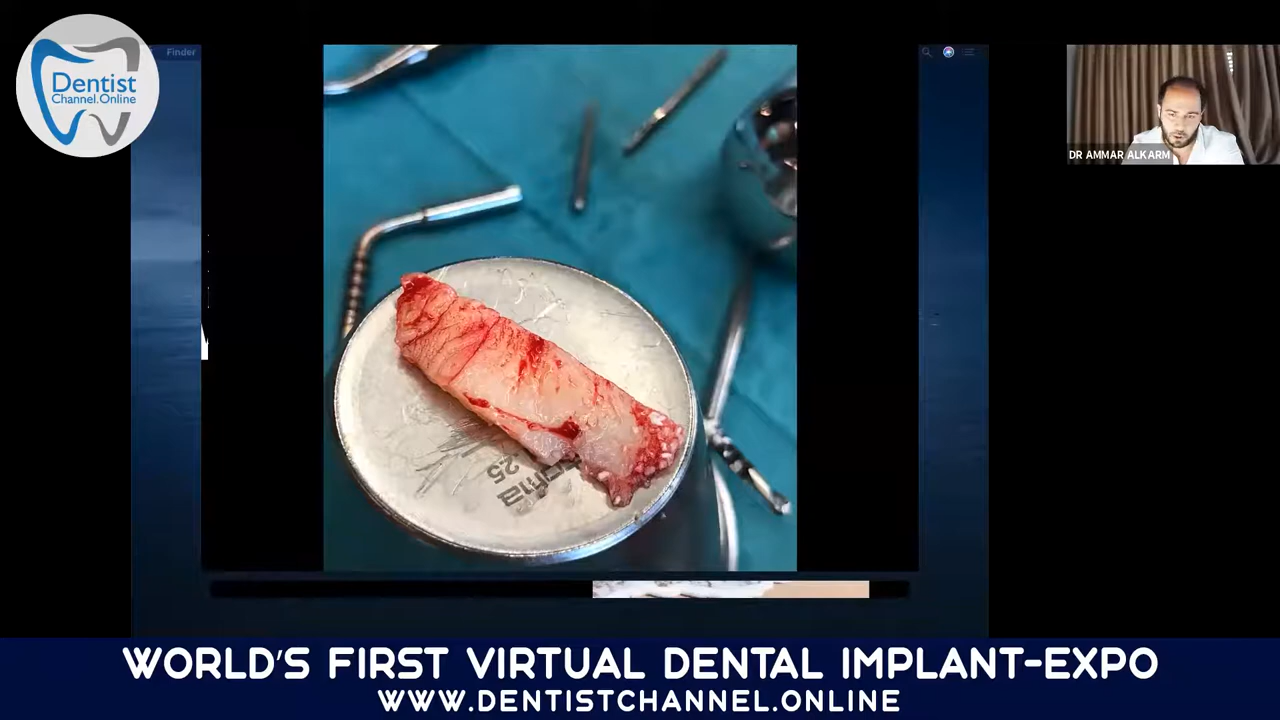 Finder
Dentist
Channel.Online
DR AMMAR ALKARM
25
WORLD'S FIRST VIRTUAL DENTAL IMPLANT-EXPO
WWW.DENTISTCHANNEL.ONLINE